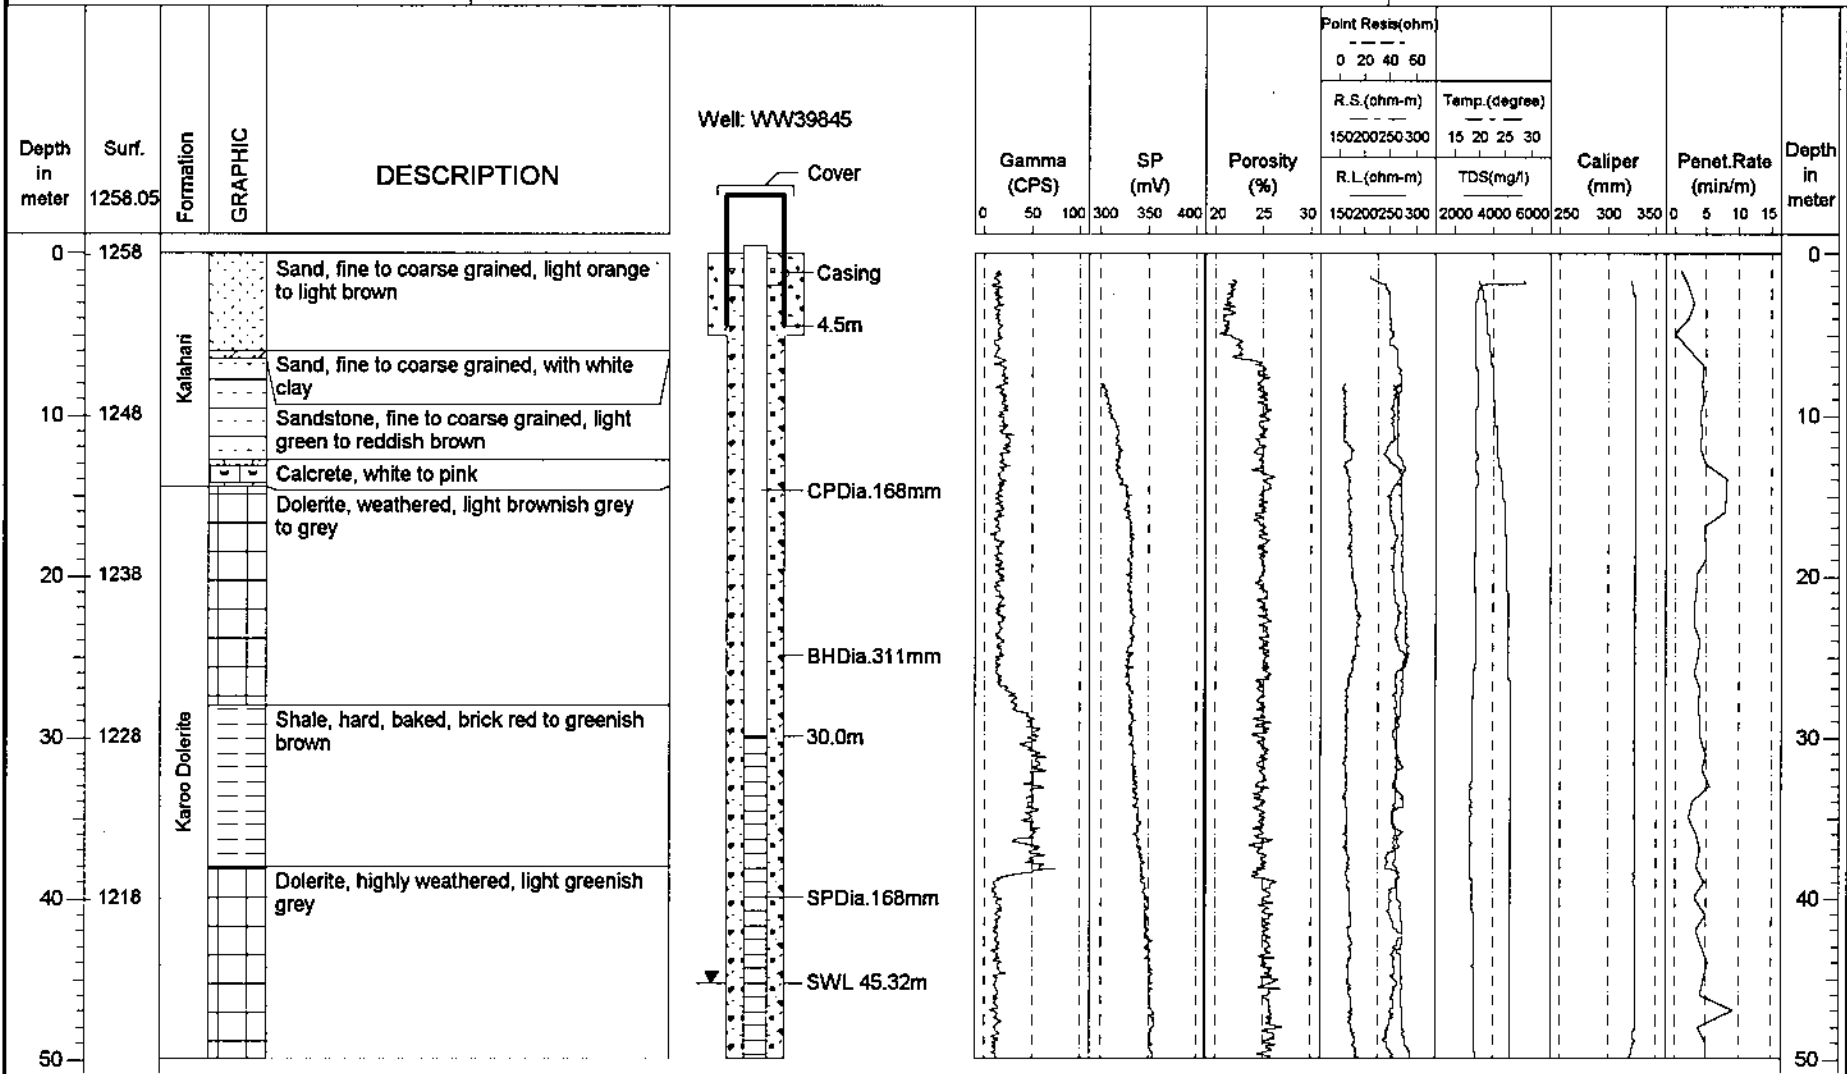 Point Resis(ohm)
0 20 40 60
R.S.(ohm-m)
150200250300
R.L.(ohm-m)
150200250300
Temp.(degree)
15 20 25 30
TDS(mg/l)
2000 4000 6000
Depth
in
meter
Surf.
1258.05
Formation
GRAPHIC
DESCRIPTION
Well: WW39845
Gamma
(CPS)
0 50 100
SP
(mV)
300 350 400
Porosity
(%)
20 25 30
Caliper
(mm)
250 300 350
Penet.Rate
(min/m)
0 5 10 15
Depth
in
meter
Cover
Casing
4.5m
CPDia.168mm
BHDia.311mm
30.0m
SPDia.168mm
SWL 45.32m
0 1258
10 1248
20 1238
30 1228
40 1218
50
Kalahari
Karoo Dolerite
Sand, fine to coarse grained, light orange
to light brown
Sand, fine to coarse grained, with white
clay
Sandstone, fine to coarse grained, light
green to reddish brown
Calcrete, white to pink
Dolerite, weathered, light brownish grey
to grey
Shale, hard, baked, brick red to greenish
brown
Dolerite, highly weathered, light greenish
grey
0
10
20
30
40
50